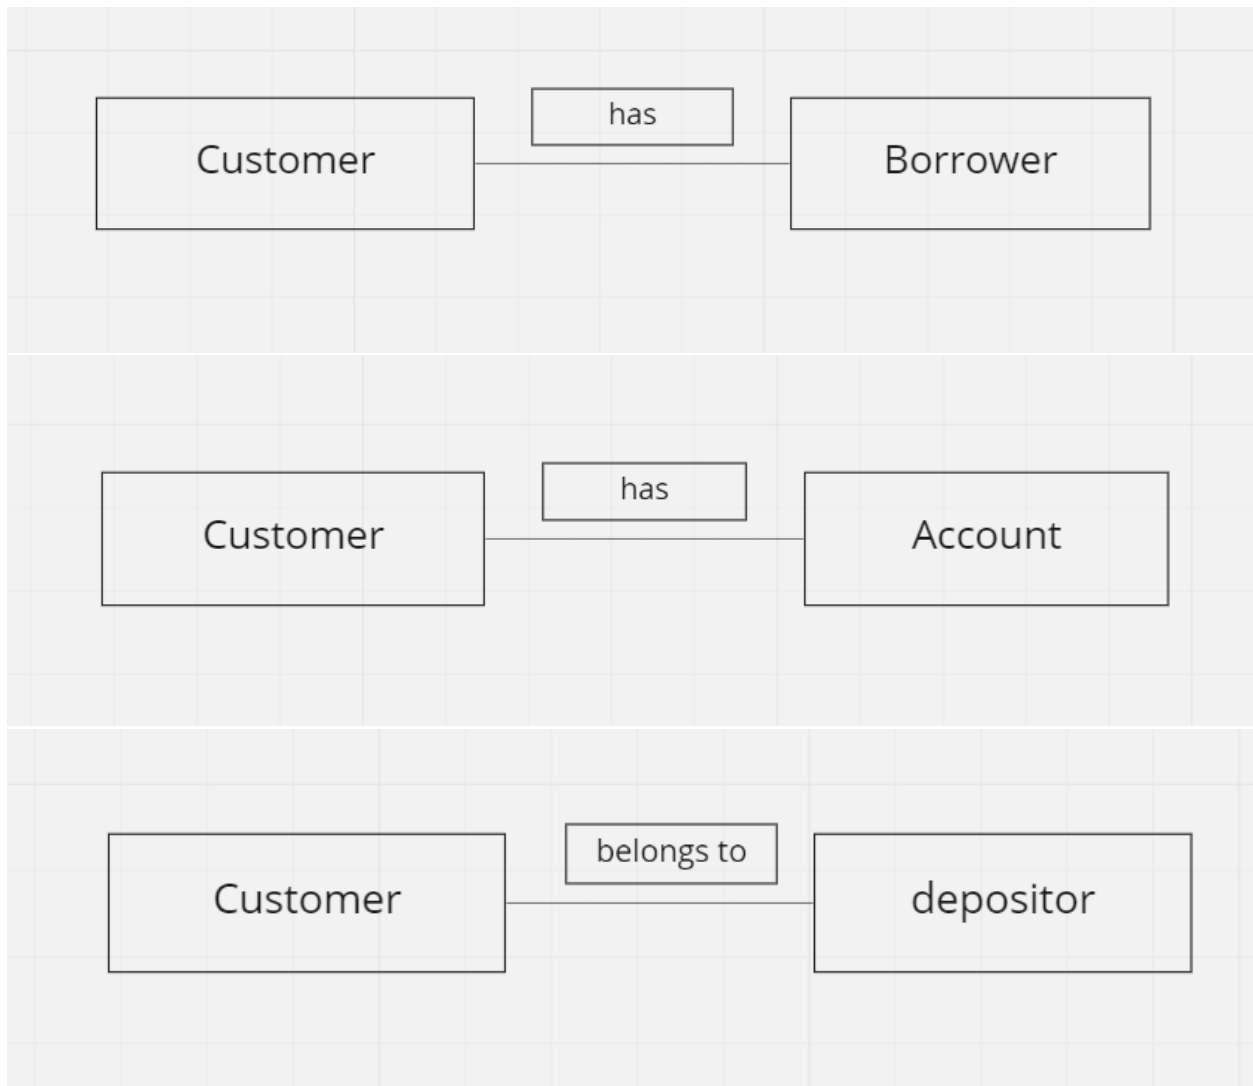 has
Customer
Borrower
has
Customer
Account
belongs to
Customer
depositor